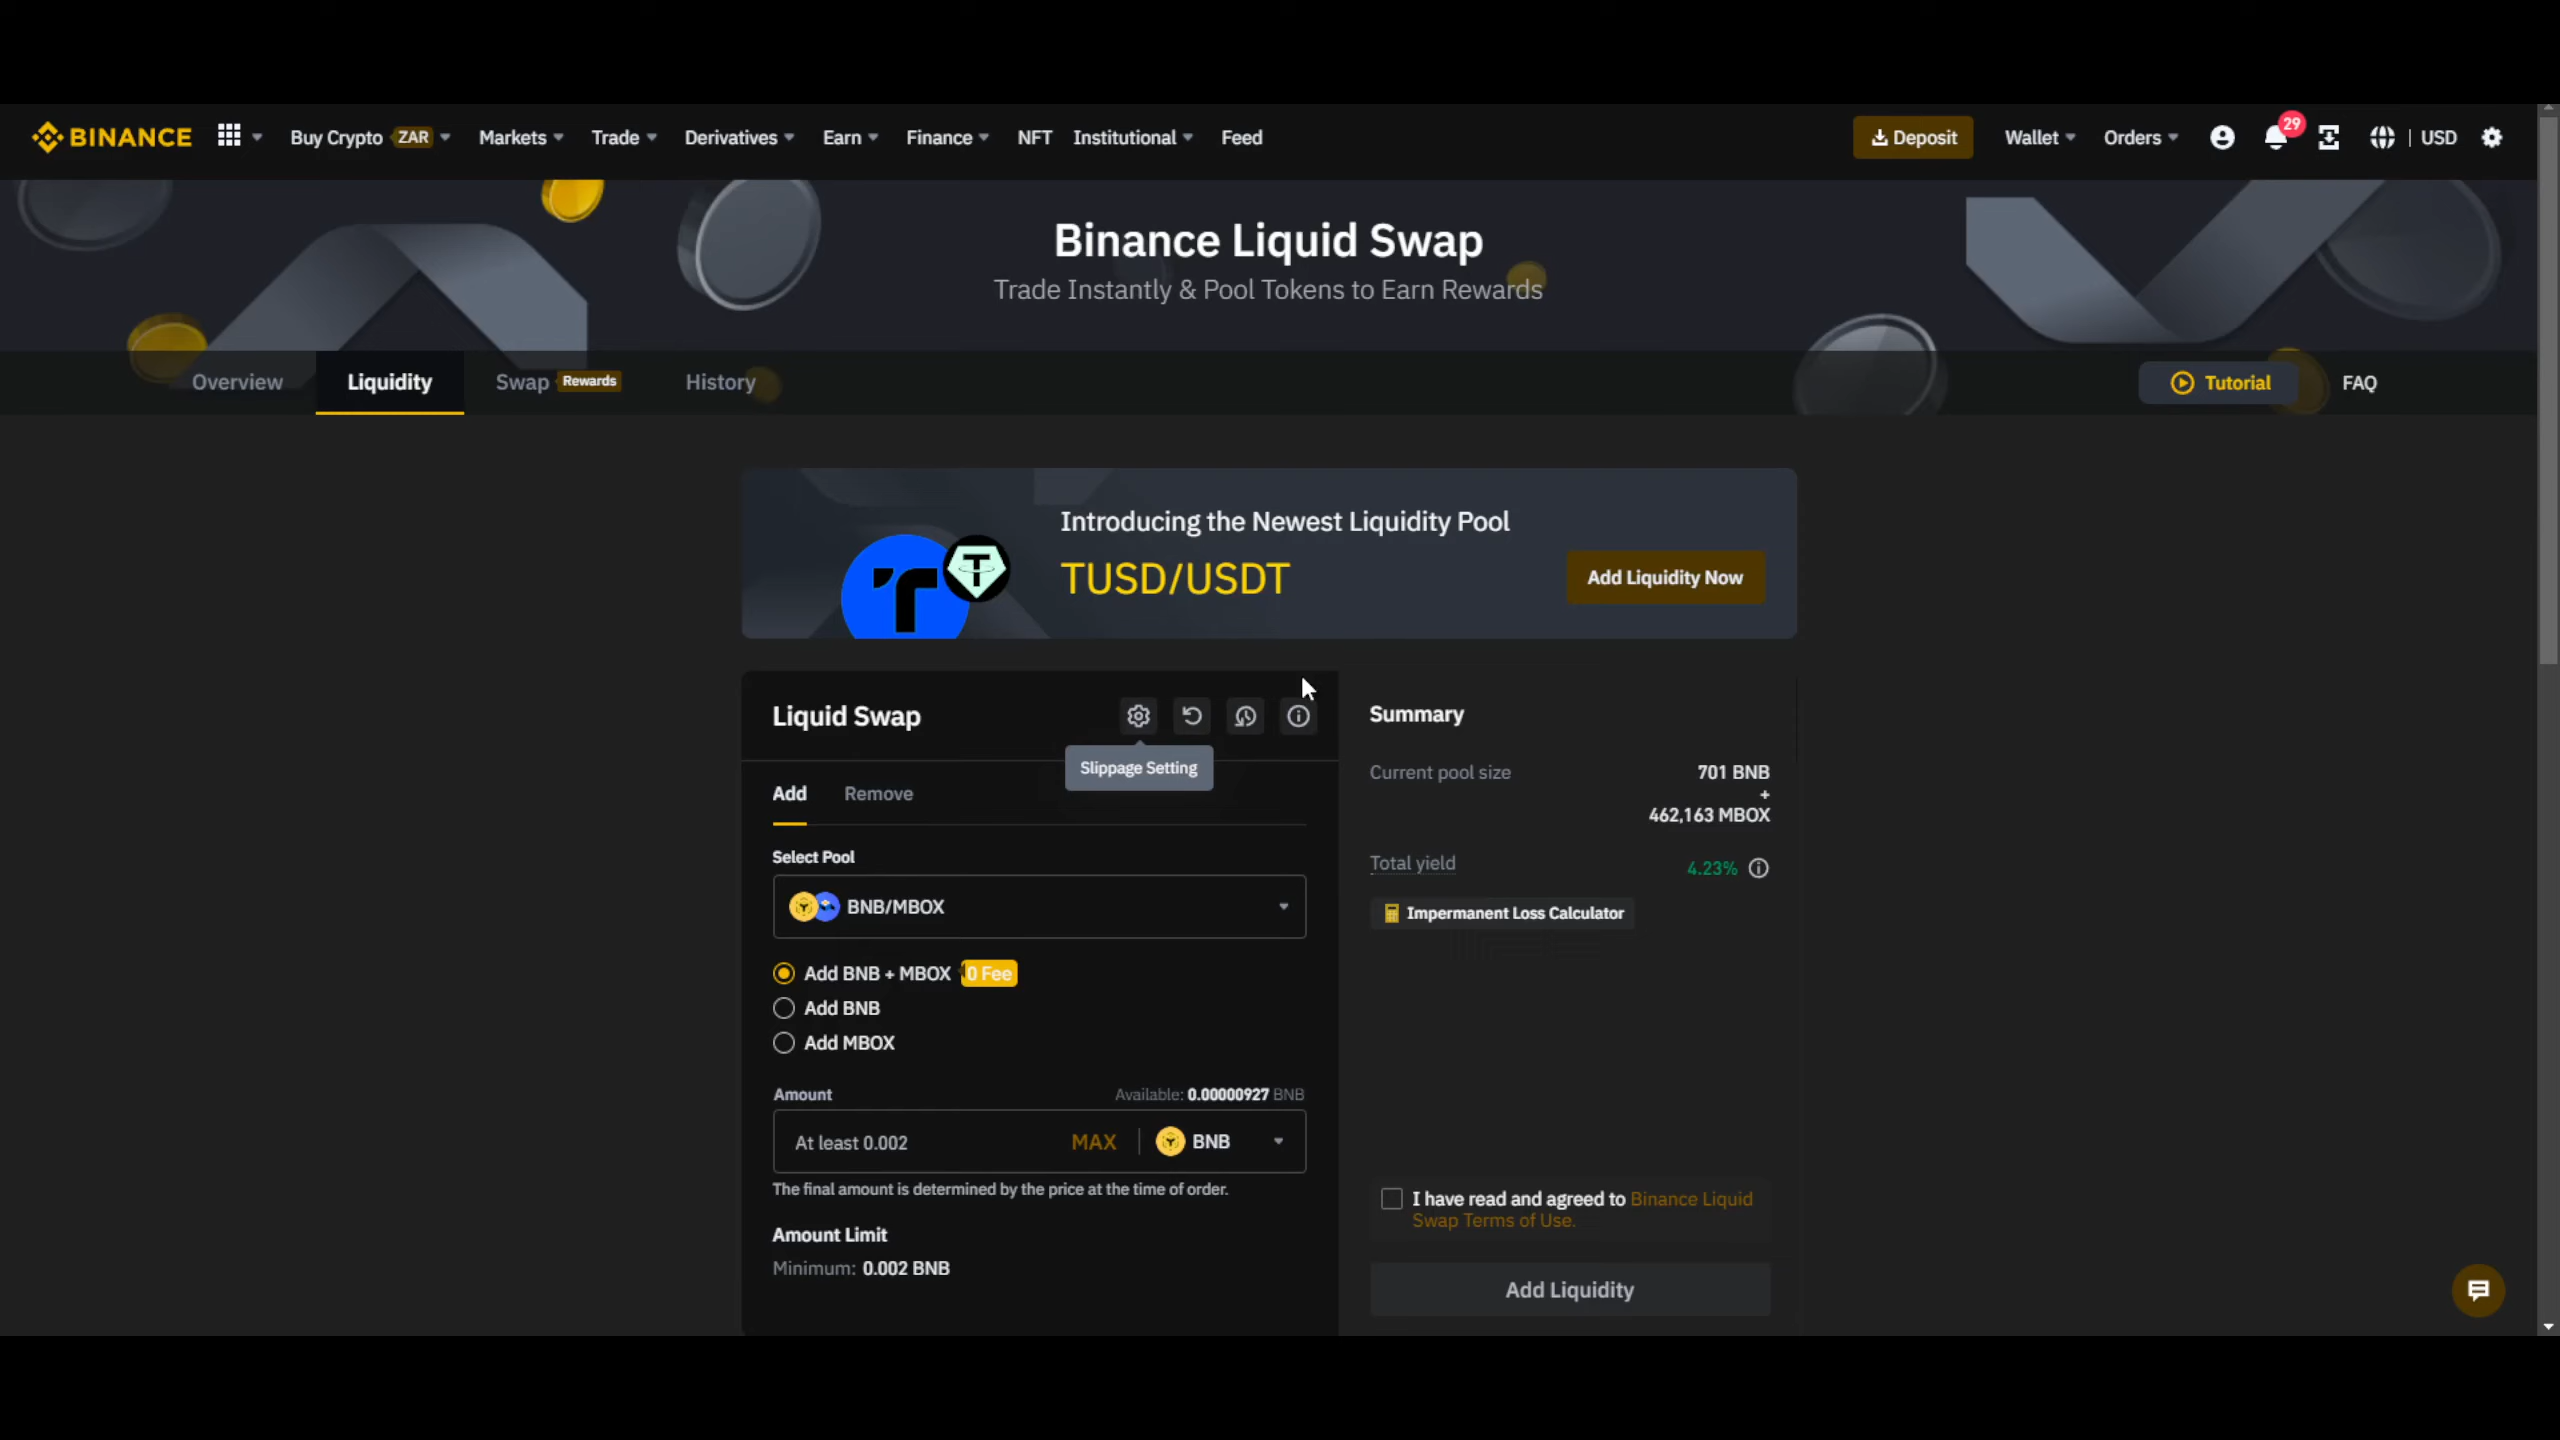 BINANCE Buy Crypto ZAR Markets Trade Derivatives Earn Finance NFT Institutional Feed Deposit Wallet Orders 29 USD
Binance Liquid Swap
Trade Instantly & Pool Tokens to Earn Rewards
Overview Liquidity Swap Rewards History Tutorial FAQ
Introducing the Newest Liquidity Pool
TUSD/USDT
Add Liquidity Now
Liquid Swap
Slippage Setting
Add Remove
Select Pool
BNB/MBOX
Add BNB + MBOX 0 Fee
Add BNB
Add MBOX
Amount Available: 0.00000927 BNB
At least 0.002 MAX BNB
The final amount is determined by the price at the time of order.
Amount Limit
Minimum: 0.002 BNB
Summary
Current pool size 701 BNB
+
462,163 MBOX
Total yield 4.23%
Impermanent Loss Calculator
I have read and agreed to Binance Liquid
Swap Terms of Use.
Add Liquidity